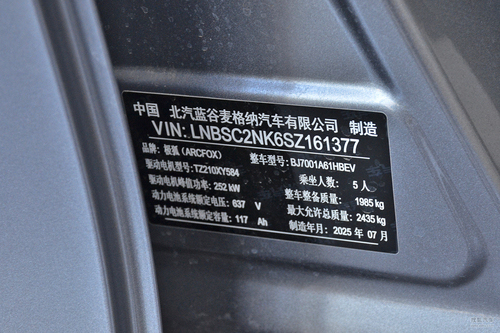 中国 北汽蓝谷麦格纳汽车有限公司 制造
VIN: LNBSC2NK6SZ161377
品牌: 极狐 (ARCFOX) 整车型号: BJ7001A61HBEV
驱动电机型号: TZ210XY584 乘坐人数: 5 人
驱动电机峰值功率: 252 kW 整车整备质量: 1985 kg
动力电池系统额定电压: 637 V 最大允许总质量: 2435 kg
动力电池系统额定容量: 117 Ah 制造年月: 2025 年 07 月